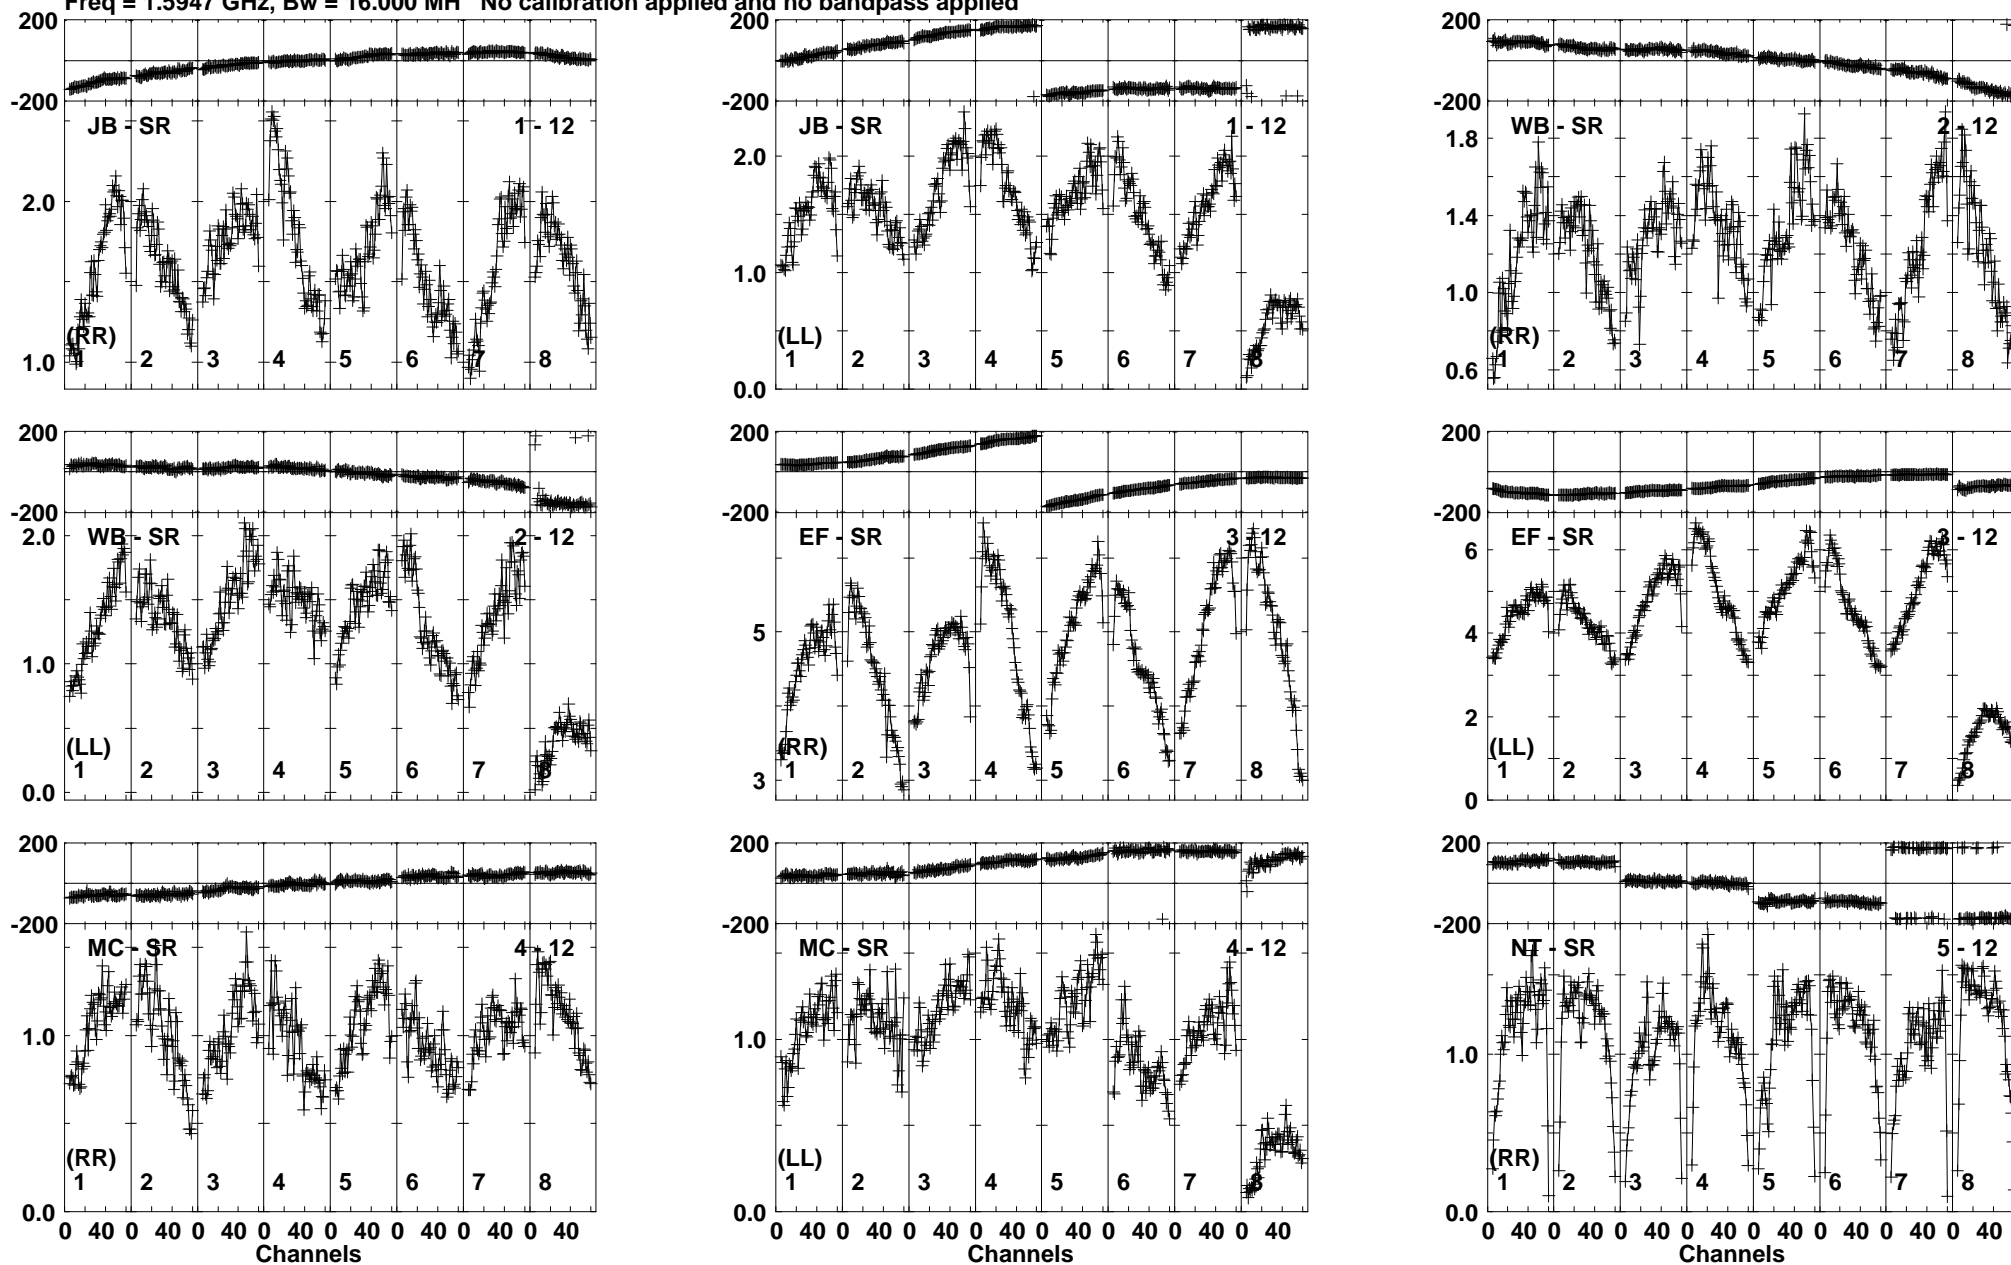 Freq = 1.5947 GHz, Bw = 16.000 MH No calibration applied and no bandpass applied
200 200 200
-200 -200 -200
JB - SR 1 - 12 JB - SR 1 - 12 WB - SR 2 - 12
1.8
2.0 2.0
1.4
1.0 1.0
(RR) (LL) (RR)
1.0 1 2 3 4 5 6 7 8 1 2 3 4 5 6 7 8 0.6 1 2 3 4 5 6 7 8
0.0
200 200 200
-200 -200 -200
2.0 WB - SR 2 - 12 EF - SR 3 - 12 EF - SR 3 - 12
6
5
4
1.0
2
(LL) (RR) (LL)
1 2 3 4 5 6 7 8 3 1 2 3 4 5 6 7 8 1 2 3 4 5 6 7 8
0.0 0
200 200 200
-200 -200 -200
MC - SR 4 - 12 MC - SR 4 - 12 NT - SR 5 - 12
1.0 1.0 1.0
(RR) (LL) (RR)
1 2 3 4 5 6 7 8 1 2 3 4 5 6 7 8 1 2 3 4 5 6 7 8
0.0 0.0 0.0
0 40 0 40 0 40 0 40 0 40 0 40 0 40 0 40 0 40 0 40 0 40 0 40 0 40 0 40 0 40 0 40 0 40 0 40 0 40 0 40 0 40 0 40 0 40 0 40
Channels Channels Channels